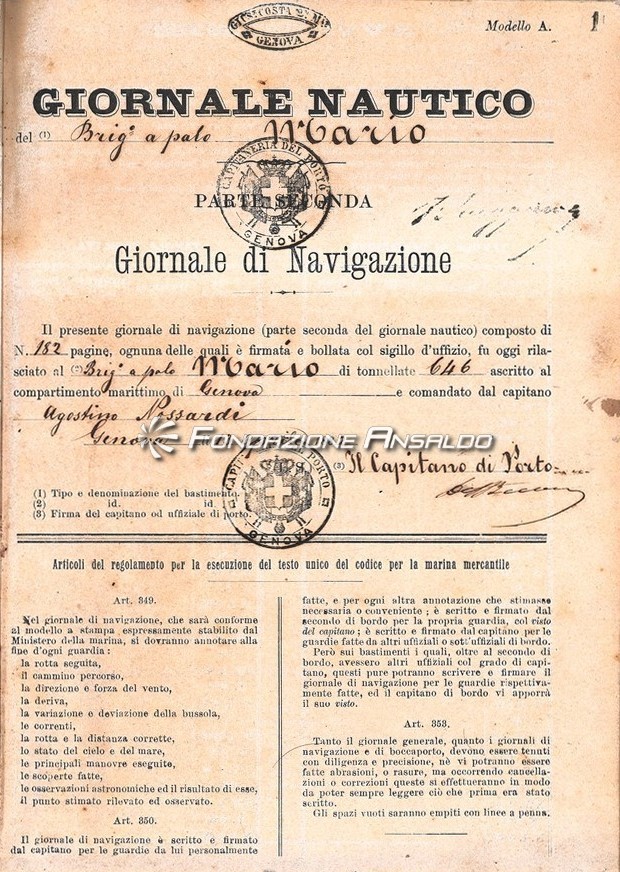 GIUS. COSTA DI M.
GENOVA
Modello A. 1
GIORNALE NAUTICO
del (1) Brig.º a palo Mario
CAPITANERIA DEL PORTO
GENOVA
PARTE SECONDA
Giornale di Navigazione
Il presente giornale di navigazione (parte seconda del giornale nautico) composto di
N. 182 pagine, ognuna delle quali è firmata e bollata col sigillo d'uffizio, fu oggi rila-
sciato al (2) Brig.º a palo Mario di tonnellate 646 ascritto al
compartimento marittimo di Genova e comandato dal capitano
Agostino Possardi
Genova
FONDAZIONE ANSALDO
(3) Il Capitano di Porto
CAPITANERIA DEL PORTO
GENOVA
(1) Tipo e denominazione del bastimento.
(2) id. id.
(3) Firma del capitano od uffiziale di porto.
Articoli del regolamento per la esecuzione del testo unico del codice per la marina mercantile
Art. 349.
Nel giornale di navigazione, che sarà conforme
al modello a stampa espressamente stabilito dal
Ministero della marina, si dovranno annotare alla
fine d'ogni guardia :
la rotta seguita,
il cammino percorso,
la direzione e forza del vento,
la deriva,
la variazione e deviazione della bussola,
le correnti,
la rotta e la distanza corrette,
lo stato del cielo e del mare,
le principali manovre eseguite,
le scoperte fatte,
le osservazioni astronomiche ed il risultato di esse,
il punto stimato rilevato ed osservato.
Art. 350.
Il giornale di navigazione è scritto e firmato
dal capitano per le guardie da lui personalmente
fatte, e per ogni altra annotazione che stimasse
necessaria o conveniente ; è scritto e firmato dal
secondo di bordo per la propria guardia, col visto
del capitano ; è scritto e firmato dal capitano per le
guardie fatte da altri uffiziali o sott'uffiziali di bordo.
Però sui bastimenti i quali, oltre al secondo di
bordo, avessero altri uffiziali col grado di capi-
tano, questi pure potranno scrivere e firmare il
giornale di navigazione per le guardie rispettiva-
mente fatte, ed il capitano di bordo vi apporrà
il suo visto.
Art. 353.
Tanto il giornale generale, quanto i giornali di
navigazione e di boccaporto, devono essere tenuti
con diligenza e precisione, nè vi potranno essere
fatte abrasioni, o rasure, ma occorrendo cancella-
zioni o correzioni queste si effettueranno in modo
da poter sempre leggere ciò che prima era stato
scritto.
Gli spazi vuoti saranno empiti con linee a penna.